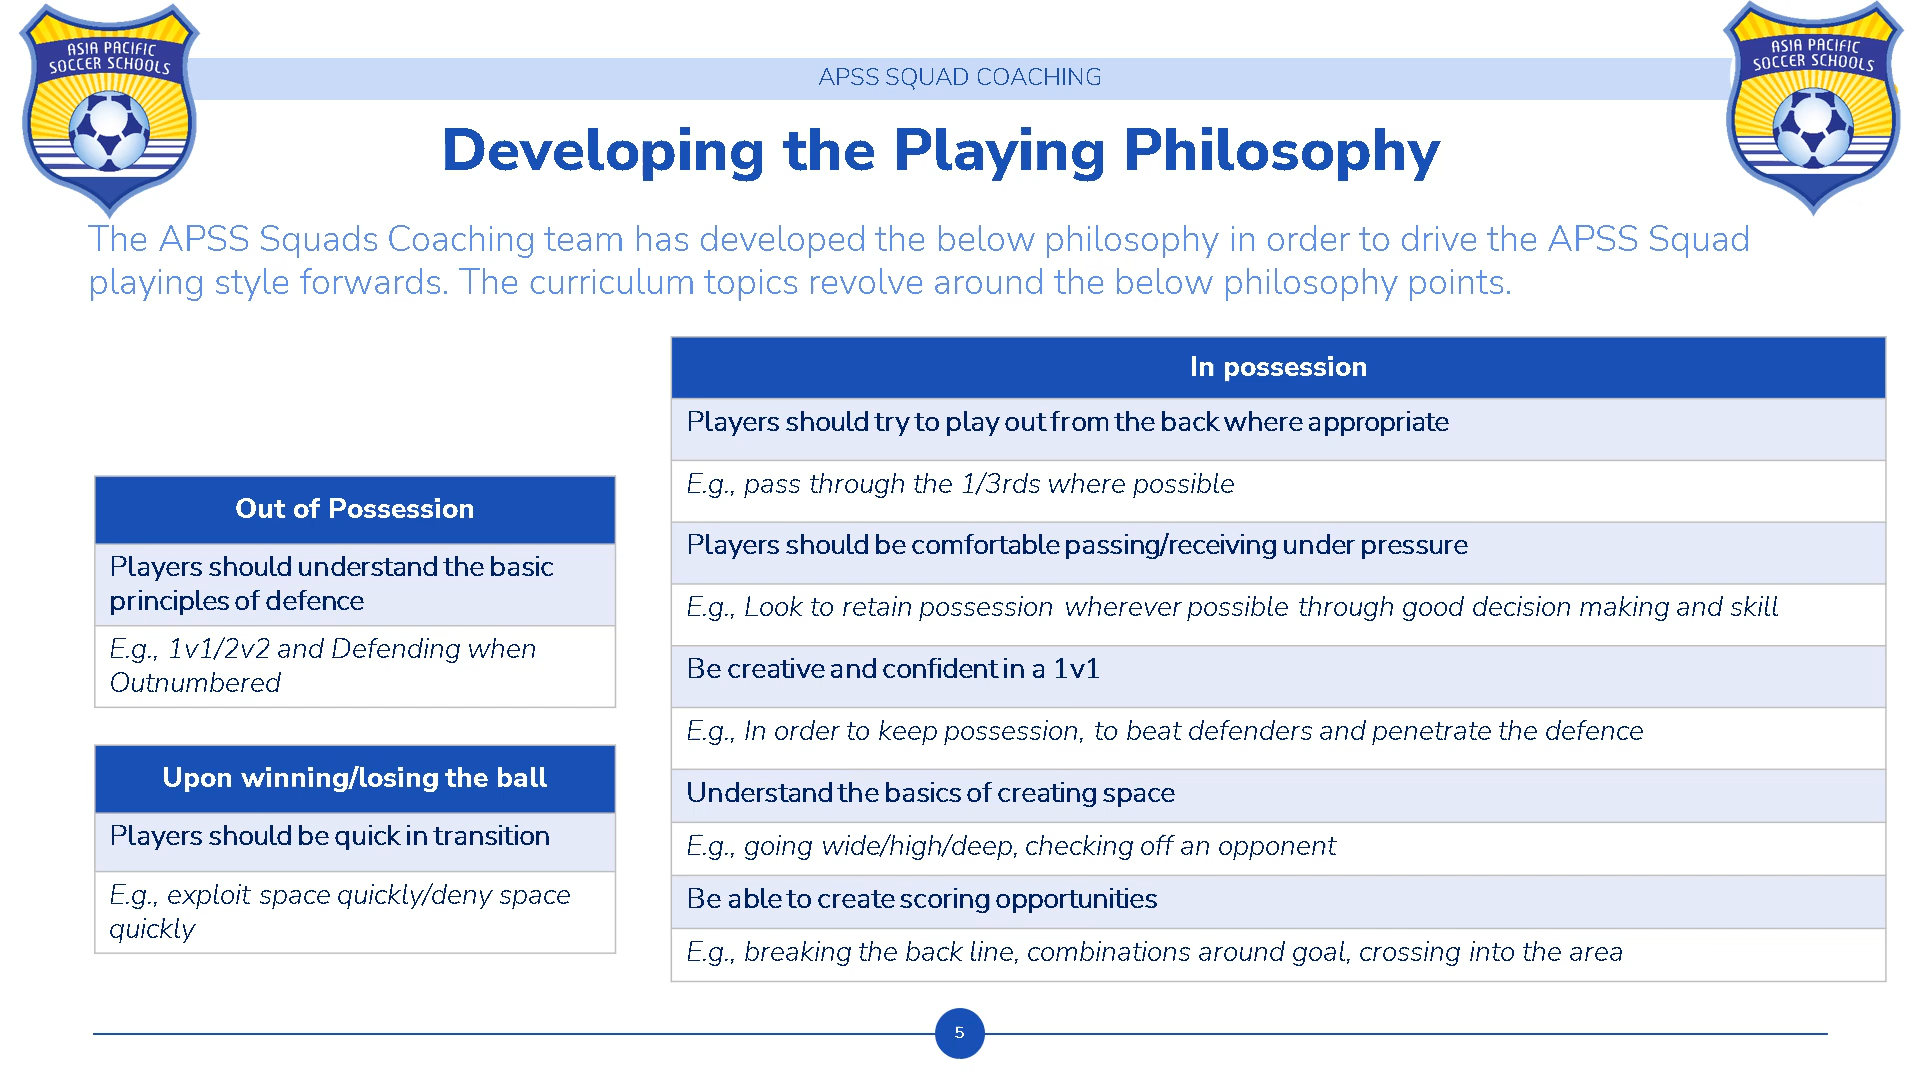 ASIA PACIFIC
SOCCER SCHOOLS
ASIA PACIFIC
SOCCER SCHOOLS
APSS SQUAD COACHING
Developing the Playing Philosophy
The APSS Squads Coaching team has developed the below philosophy in order to drive the APSS Squad
playing style forwards. The curriculum topics revolve around the below philosophy points.
Out of Possession
Players should understand the basic
principles of defence
E.g., 1v1/2v2 and Defending when
Outnumbered
Upon winning/losing the ball
Players should be quick in transition
E.g., exploit space quickly/deny space
quickly
In possession
Players should try to play out from the back where appropriate
E.g., pass through the 1/3rds where possible
Players should be comfortable passing/receiving under pressure
E.g., Look to retain possession wherever possible through good decision making and skill
Be creative and confident in a 1v1
E.g., In order to keep possession, to beat defenders and penetrate the defence
Understand the basics of creating space
E.g., going wide/high/deep, checking off an opponent
Be able to create scoring opportunities
E.g., breaking the back line, combinations around goal, crossing into the area
5